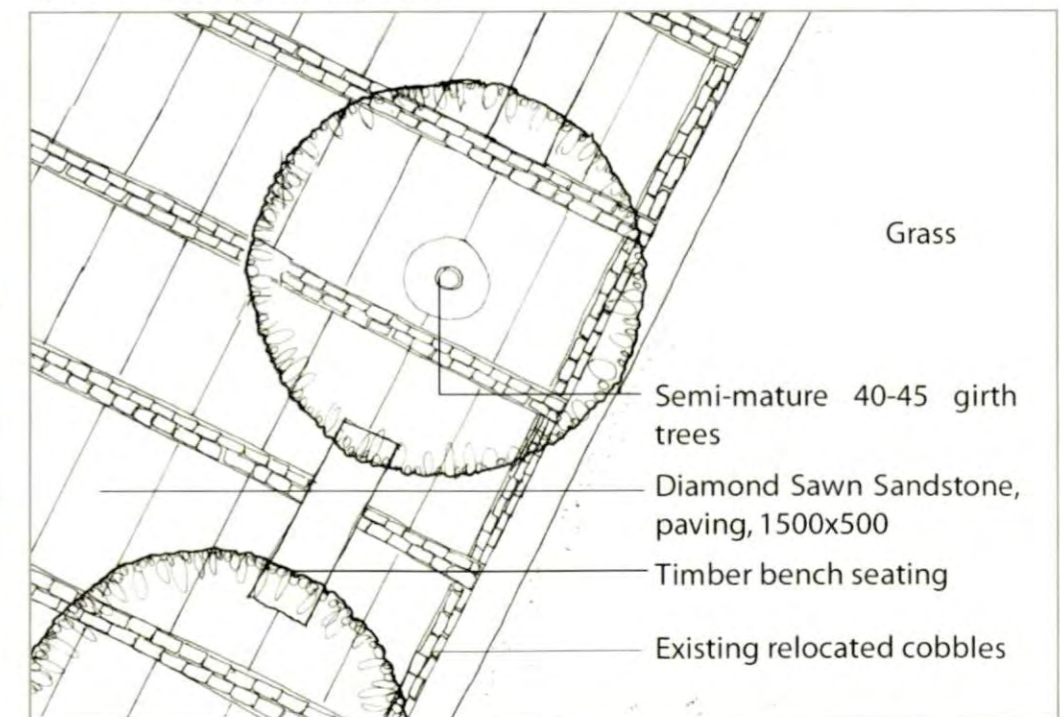 Grass
Semi-mature 40-45 girth
trees
Diamond Sawn Sandstone,
paving, 1500x500
Timber bench seating
Existing relocated cobbles